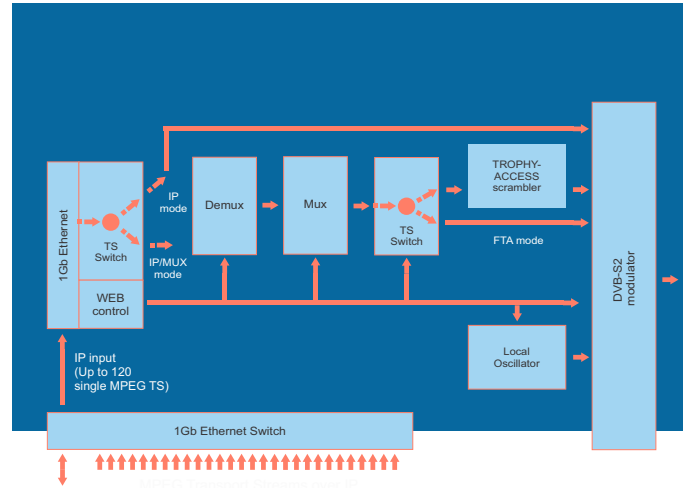 TROPHY-
ACCESS
scrambler
IP
mode
Demux
Mux
TS
Switch
FTA mode
1Gb Ethernet
TS
Switch
IP/MUX
mode
WEB
control
DVB-S2
modulator
Local
Oscillator
IP input
(Up to 120
single MPEG TS)
1Gb Ethernet Switch